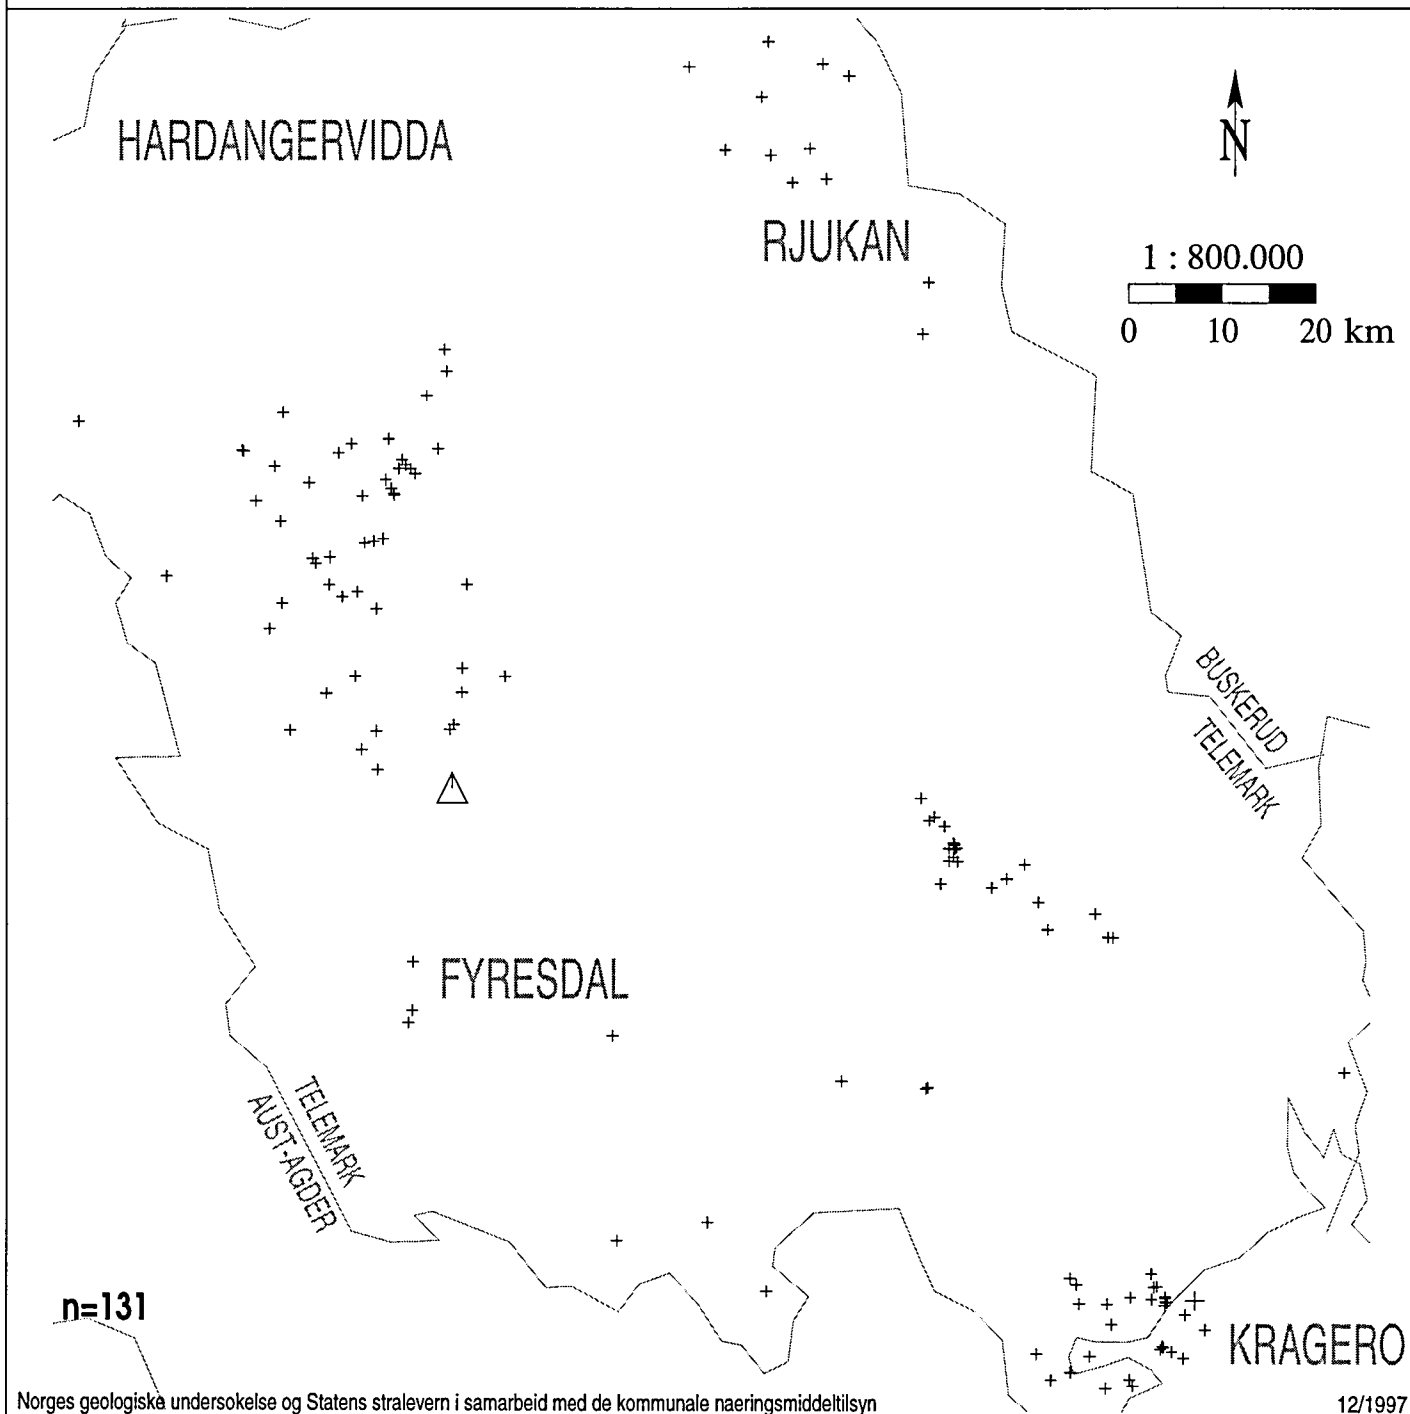 HARDANGERVIDDA
N
RJUKAN
1 : 800.000
0 10 20 km
BUSKERUD
TELEMARK
FYRESDAL
TELEMARK
AUST-AGDER
n=131
KRAGERO
Norges geologiske undersokelse og Statens stralevern i samarbeid med de kommunale naeringsmiddeltilsyn
12/1997